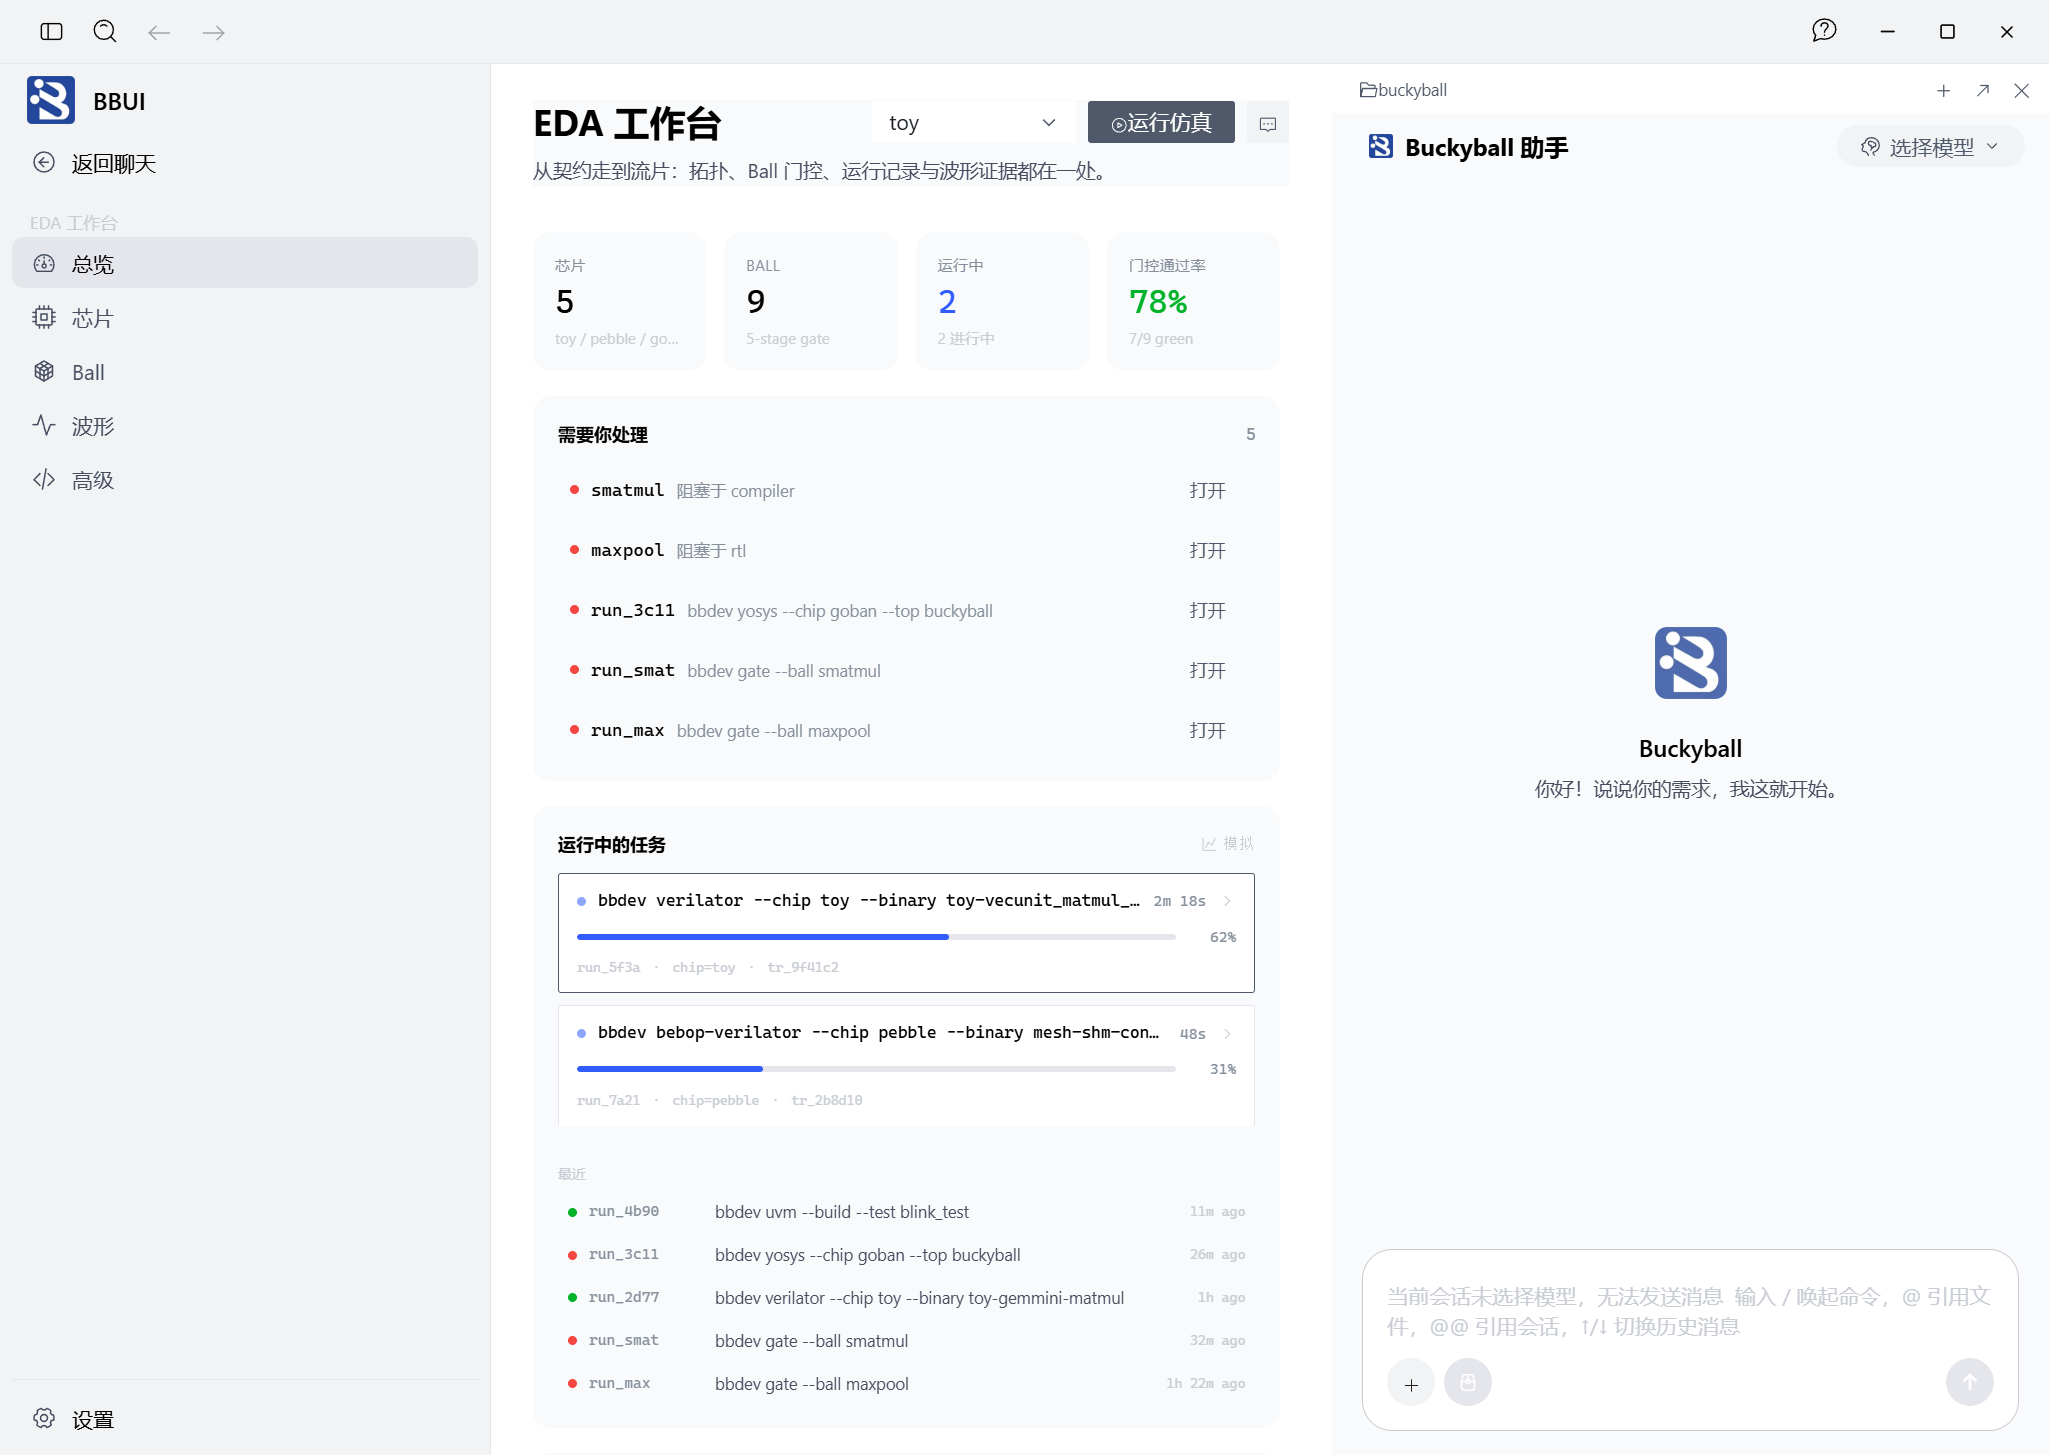 BBUI
返回聊天
EDA 工作台
总览
芯片
Ball
波形
高级
设置
EDA 工作台
toy
运行仿真
从契约走到流片：拓扑、Ball 门控、运行记录与波形证据都在一处。
芯片
5
toy / pebble / go...
BALL
9
5-stage gate
运行中
2
2 进行中
门控通过率
78%
7/9 green
需要你处理
5
smatmul 阻塞于 compiler 打开
maxpool 阻塞于 rtl 打开
run_3c11 bbdev yosys --chip goban --top buckyball 打开
run_smat bbdev gate --ball smatmul 打开
run_max bbdev gate --ball maxpool 打开
运行中的任务
模拟
bbdev verilator --chip toy --binary toy-vecunit_matmul_… 2m 18s
62%
run_5f3a · chip=toy · tr_9f41c2
bbdev bebop-verilator --chip pebble --binary mesh-shm-con… 48s
31%
run_7a21 · chip=pebble · tr_2b8d10
最近
run_4b90 bbdev uvm --build --test blink_test 11m ago
run_3c11 bbdev yosys --chip goban --top buckyball 26m ago
run_2d77 bbdev verilator --chip toy --binary toy-gemmini-matmul 1h ago
run_smat bbdev gate --ball smatmul 32m ago
run_max bbdev gate --ball maxpool 1h 22m ago
buckyball
Buckyball 助手
选择模型
Buckyball
你好！说说你的需求，我这就开始。
当前会话未选择模型，无法发送消息 输入 / 唤起命令，@ 引用文
件，@@ 引用会话，↑/↓ 切换历史消息